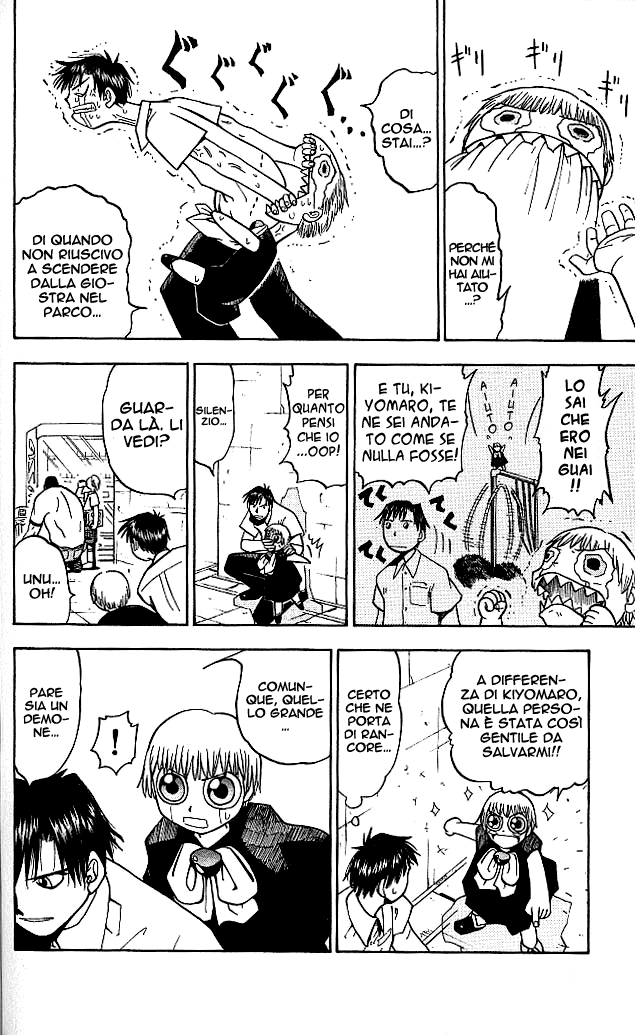 ギリ
ギリ
ギリ
PERCHÉ
NON MI
HAI AIU-
TATO
...?
DI
COSA...
STAI...?
ぐぐぐ
ぐぐぐ...
DI QUANDO
NON RIUSCIVO
A SCENDERE
DALLA GIO-
STRA NEL
PARCO...
LO
SAI
CHE
ERO
NEI
GUAI
!!
AIUTO
AIUTO
E TU, KI-
YOMARO, TE
NE SEI ANDA-
TO COME SE
NULLA FOSSE!
てく
てく
てく
PER
QUANTO
PENSI
CHE IO
...OOP!
SILEN-
ZIO...
GUAR-
DA LÀ. LI
VEDI?
UNU...
OH!
A DIFFEREN-
ZA DI KIYOMARO,
QUELLA PERSO-
NA È STATA COSÌ
GENTILE DA
SALVARMI!!
CERTO
CHE NE
PORTA
DI RAN-
CORE...
COMUN-
QUE, QUEL-
LO GRANDE
...
!
PARE
SIA UN
DEMO-
NE...